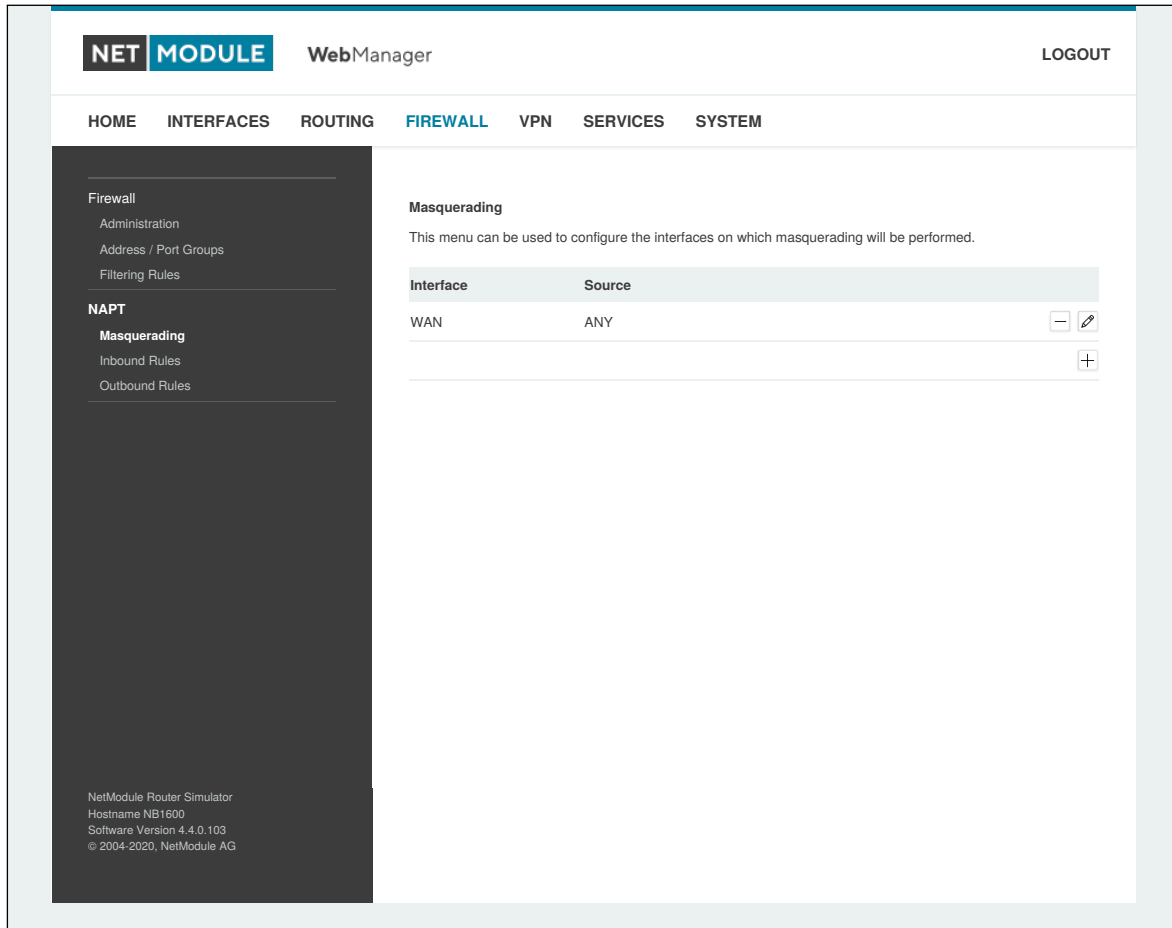 NET MODULE WebManager LOGOUT
HOME INTERFACES ROUTING FIREWALL VPN SERVICES SYSTEM
Firewall
Administration
Address / Port Groups
Filtering Rules
NAPT
Masquerading
Inbound Rules
Outbound Rules
Masquerading
This menu can be used to configure the interfaces on which masquerading will be performed.
Interface Source
WAN ANY
NetModule Router Simulator
Hostname NB1600
Software Version 4.4.0.103
© 2004-2020, NetModule AG